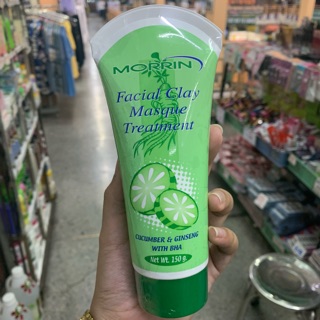 MORRIN
Facial Clay
Masque
Treatment
CUCUMBER & GINSENG
WITH BHA
Net Wt. 150 g.